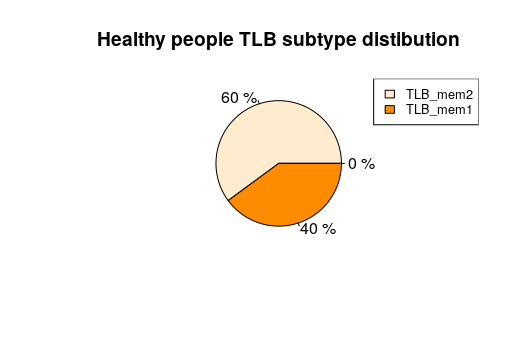 Healthy people TLB subtype distibution
TLB_mem2
TLB_mem1
60 %
0 %
40 %